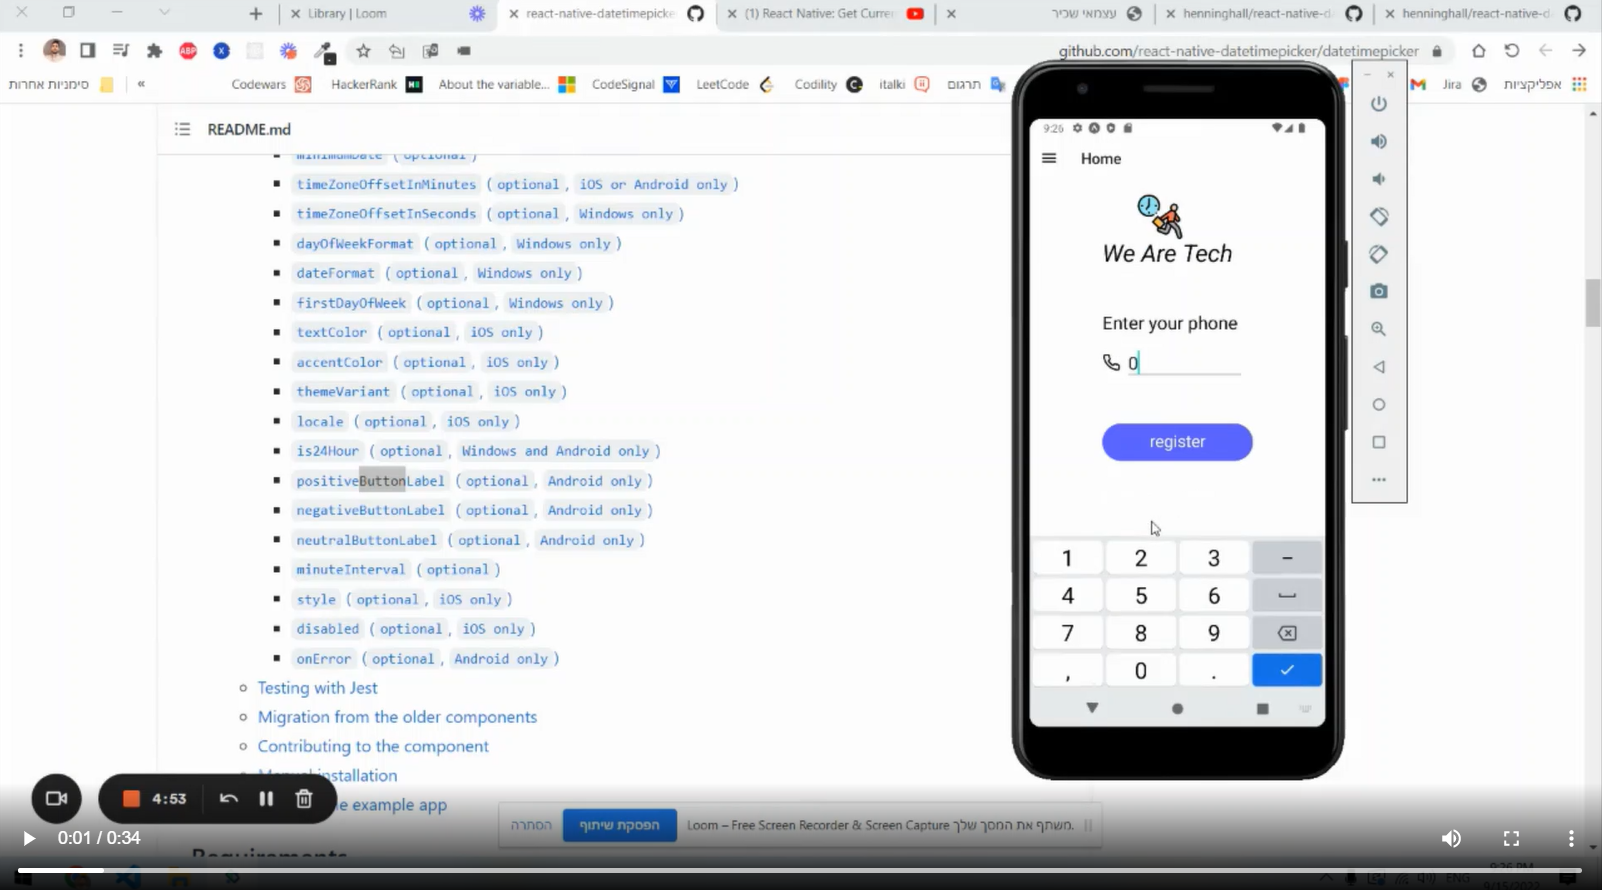 Library | Loom
react-native-datetimepicke
(1) React Native: Get Curre
עצמאי שכיר
henninghall/react-native-d
henninghall/react-native-d
github.com/react-native-datetimepicker/datetimepicker
סימניות אחרות
«
Codewars
HackerRank
About the variable...
CodeSignal
LeetCode
Codility
italki
תרגום
Jira
אפליקציות
README.md
minimumDate (optional)
timeZoneOffsetInMinutes (optional, iOS or Android only)
timeZoneOffsetInSeconds (optional, Windows only)
dayOfWeekFormat (optional, Windows only)
dateFormat (optional, Windows only)
firstDayOfWeek (optional, Windows only)
textColor (optional, iOS only)
accentColor (optional, iOS only)
themeVariant (optional, iOS only)
locale (optional, iOS only)
is24Hour (optional, Windows and Android only)
positiveButtonLabel (optional, Android only)
negativeButtonLabel (optional, Android only)
neutralButtonLabel (optional, Android only)
minuteInterval (optional)
style (optional, iOS only)
disabled (optional, iOS only)
onError (optional, Android only)
Testing with Jest
Migration from the older components
Contributing to the component
Manual installation
e example app
Requirements
9:26
Home
We Are Tech
Enter your phone
0
register
1 2 3 –
4 5 6
7 8 9
, 0 .
4:53
הסתרה
הפסקת שיתוף
Loom – Free Screen Recorder & Screen Capture משתף את המסך שלך.
0:01 / 0:34
9:26 PM
ENG